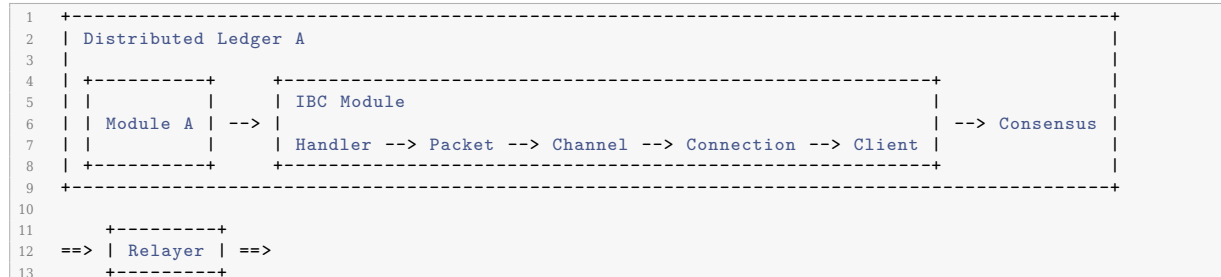 1 +---------------------------------------------------------------------------------------------------------------+
2 | Distributed Ledger A                                                                                          |
3 |                                                                                                               |
4 | +----------+     +---------------------------------------------------------------------+                  |
5 | |          |     | IBC Module                                                          |                  |
6 | | Module A | --> |                                                                     | --> Consensus |
7 | |          |     | Handler --> Packet --> Channel --> Connection --> Client |                  |
8 | +----------+     +---------------------------------------------------------------------+                  |
9 +---------------------------------------------------------------------------------------------------------------+
10
11     +---------+
12 ==> | Relayer | ==>
13     +---------+